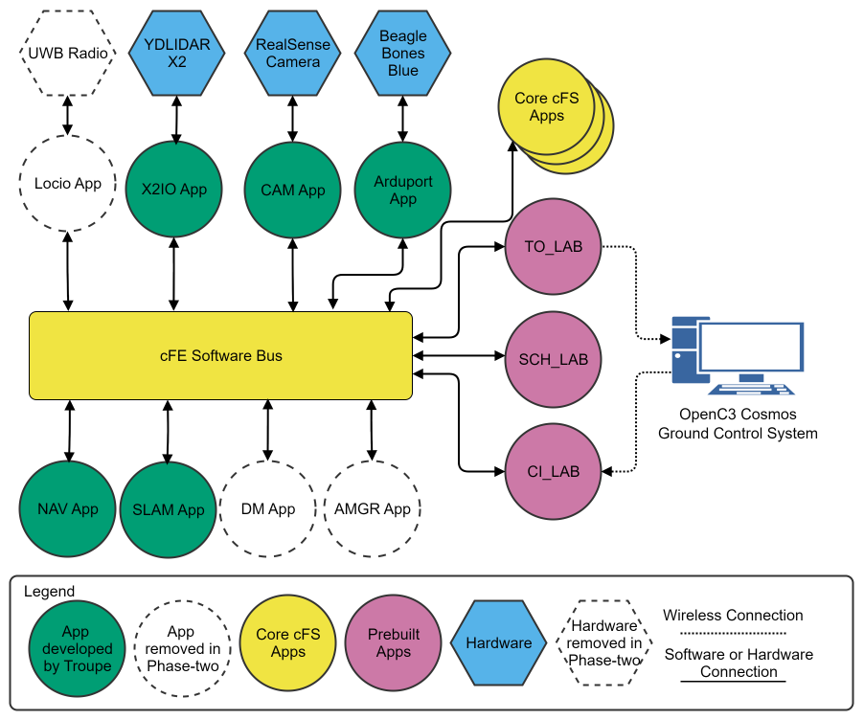 UWB Radio
YDLIDAR
X2
RealSense
Camera
Beagle
Bones
Blue
Core cFS
Apps
Locio App
X2IO App
CAM App
Arduport
App
TO_LAB
cFE Software Bus
SCH_LAB
OpenC3 Cosmos
Ground Control System
CI_LAB
NAV App
SLAM App
DM App
AMGR App
Legend
App
developed
by Troupe
App
removed in
Phase-two
Core cFS
Apps
Prebuilt
Apps
Hardware
Hardware
removed in
Phase-two
Wireless Connection
Software or Hardware
Connection